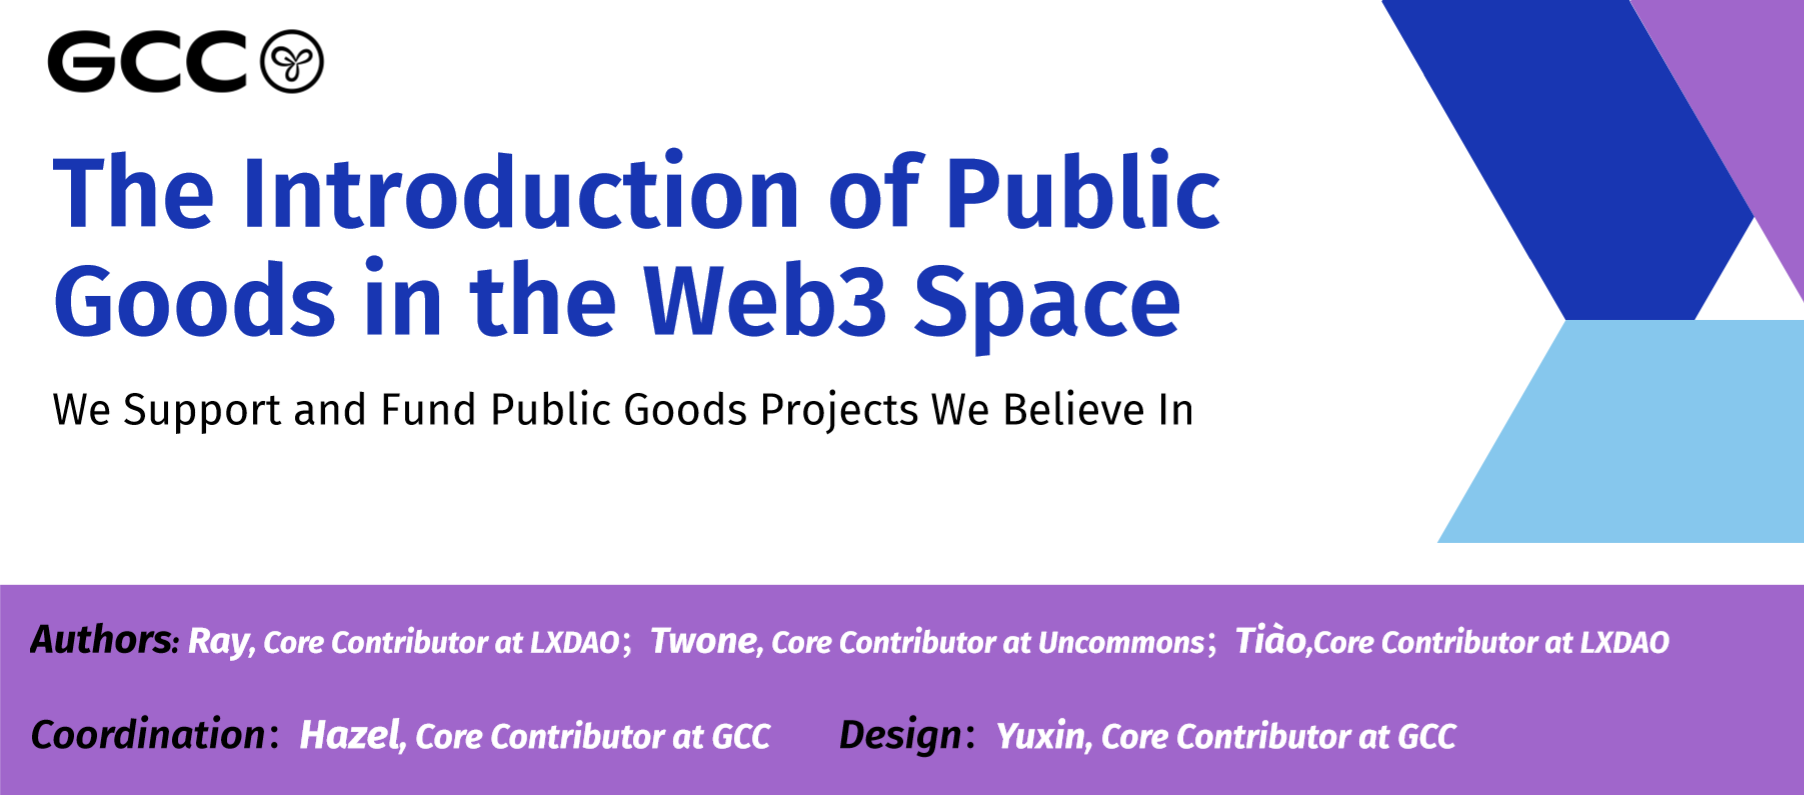 GCC
The Introduction of Public
Goods in the Web3 Space
We Support and Fund Public Goods Projects We Believe In
Authors: Ray, Core Contributor at LXDAO； Twone, Core Contributor at Uncommons； Tiào,Core Contributor at LXDAO
Coordination： Hazel, Core Contributor at GCC Design： Yuxin, Core Contributor at GCC